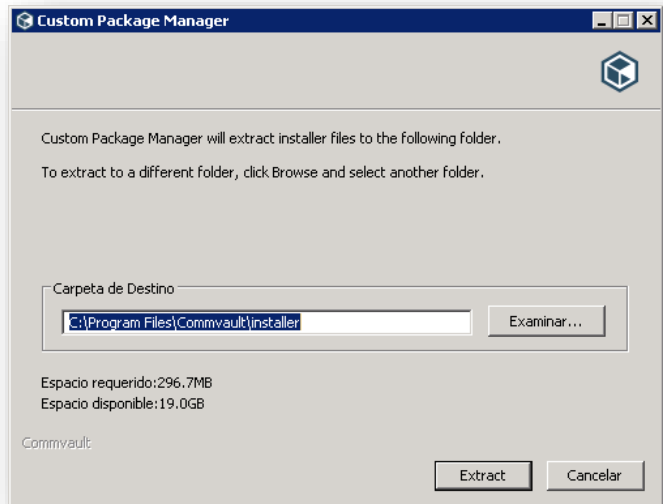 Custom Package Manager
Custom Package Manager will extract installer files to the following folder.
To extract to a different folder, click Browse and select another folder.
Carpeta de Destino
C:\Program Files\Commvault\installer
Examinar...
Espacio requerido:296.7MB
Espacio disponible:19.0GB
Commvault
Extract
Cancelar